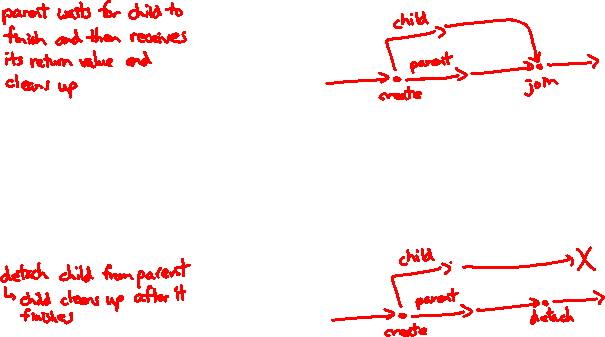 parent waits for child to
finish and then receives
its return value and
cleans up
child
parent
create
join
detach child from parent
↳ child cleans up after it
finishes
child
X
parent
create
detach